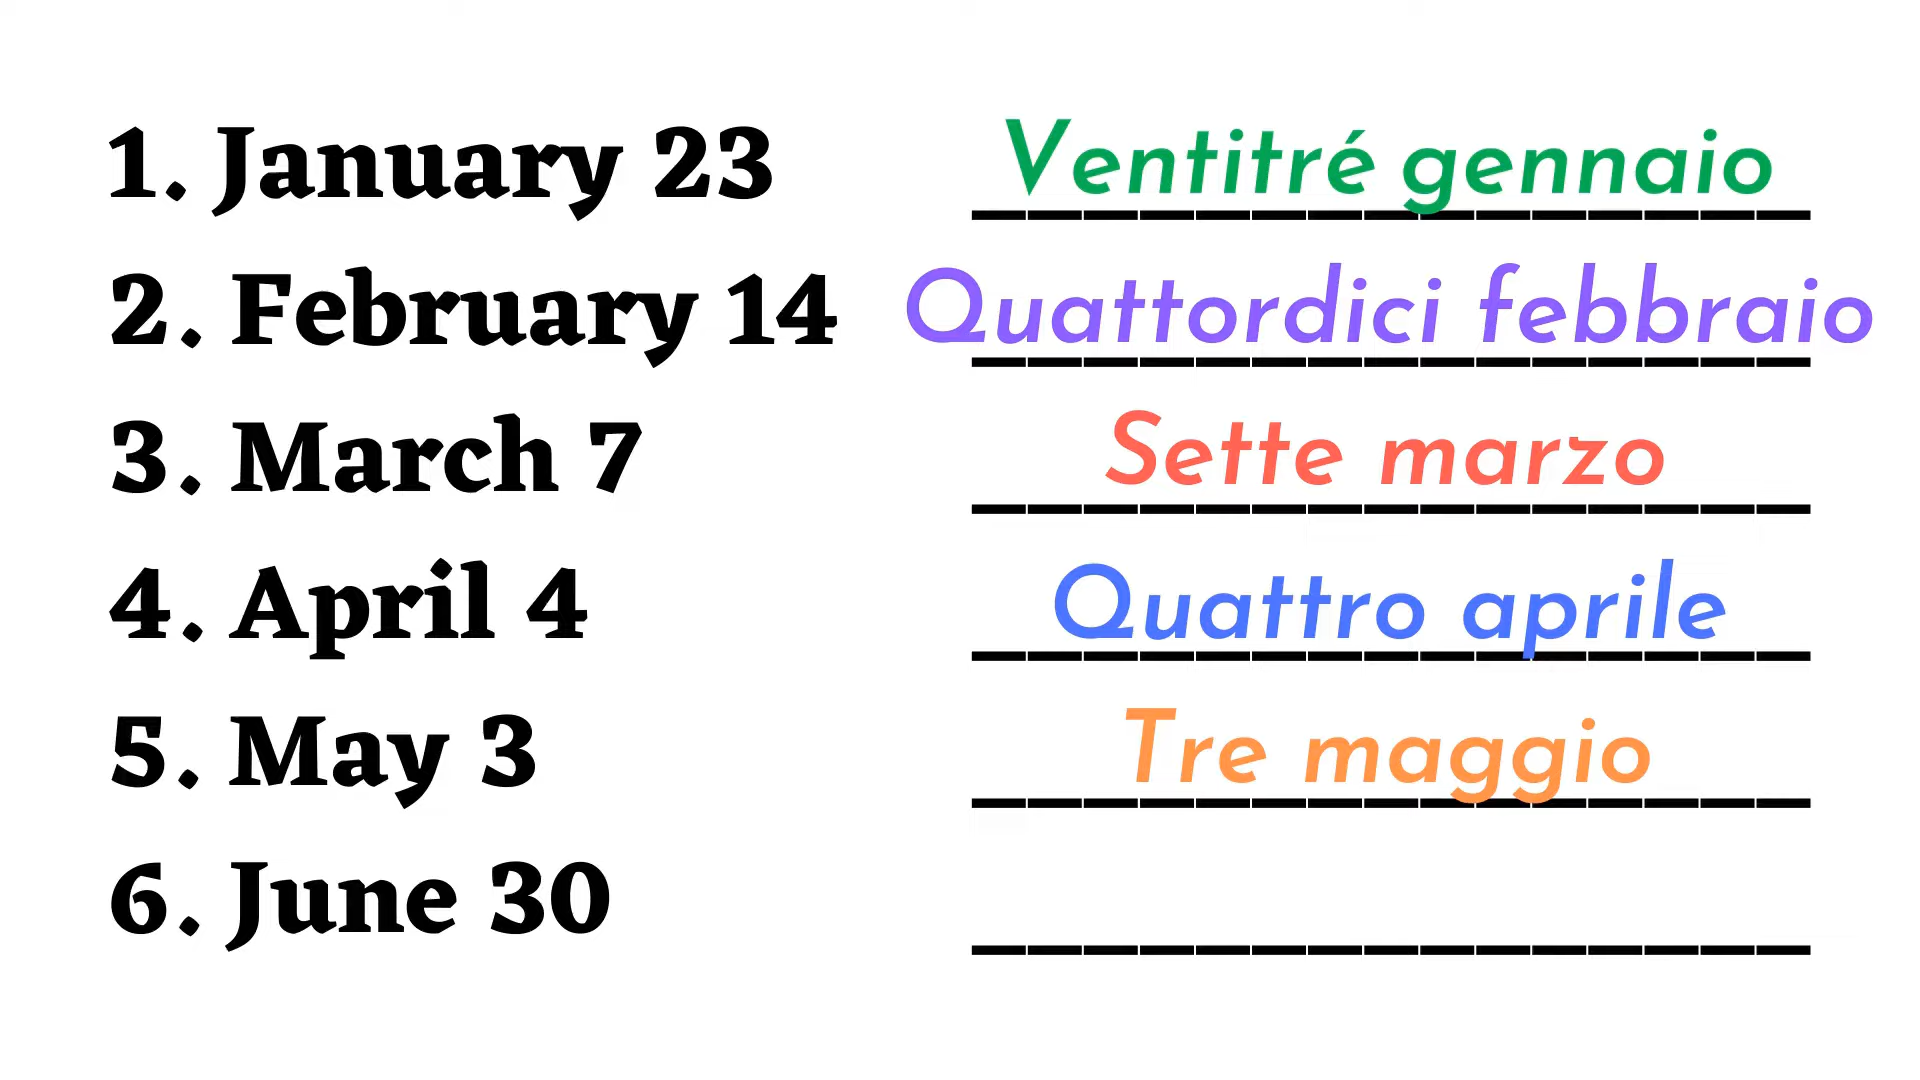 1. January 23 Ventitré gennaio
2. February 14 Quattordici febbraio
3. March 7 Sette marzo
4. April 4 Quattro aprile
5. May 3 Tre maggio
6. June 30 _______________